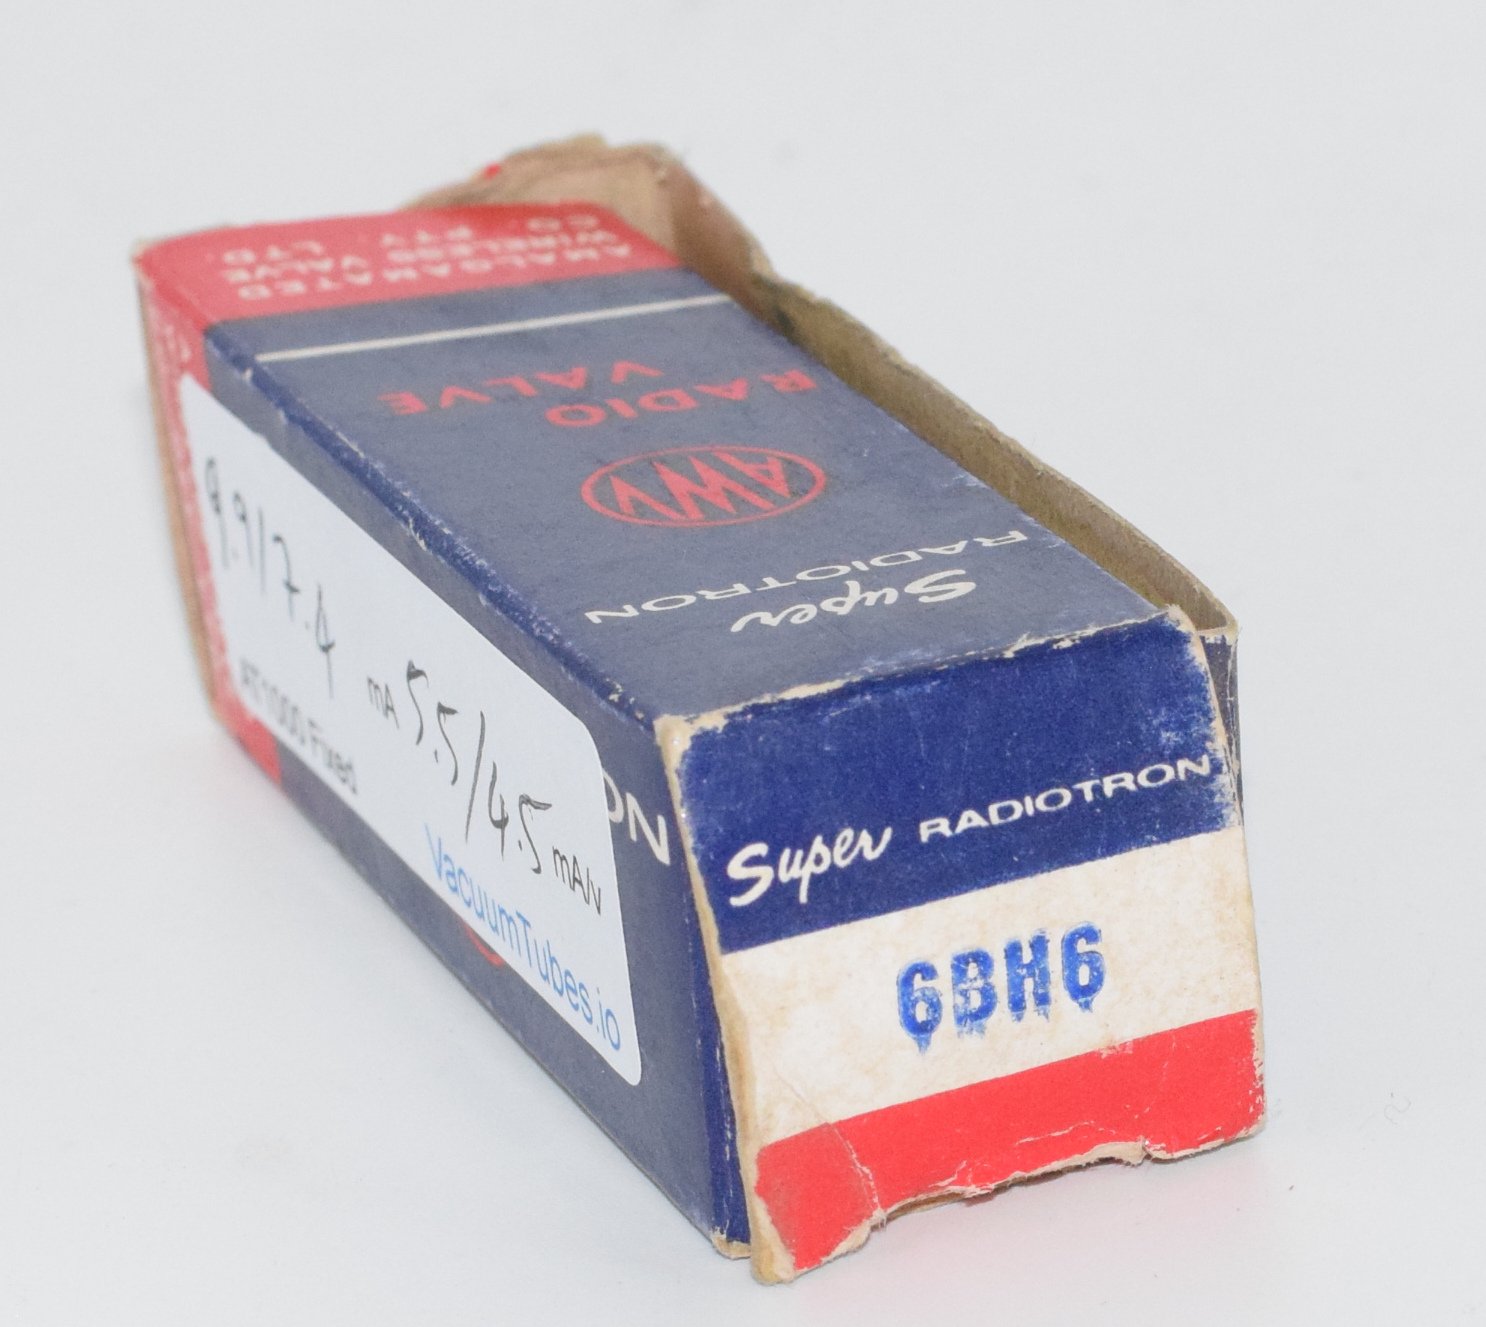 AMALGAMATED
WIRELESS VALVE
CO. PTY. LTD.
RADIO
VALVE
AWV
Super
RADIOTRON
9.9/7.4 mA 5.5/4.5 mA/V
AT1000 Fixed
VacuumTubes.io
ON
Super RADIOTRON
6BH6